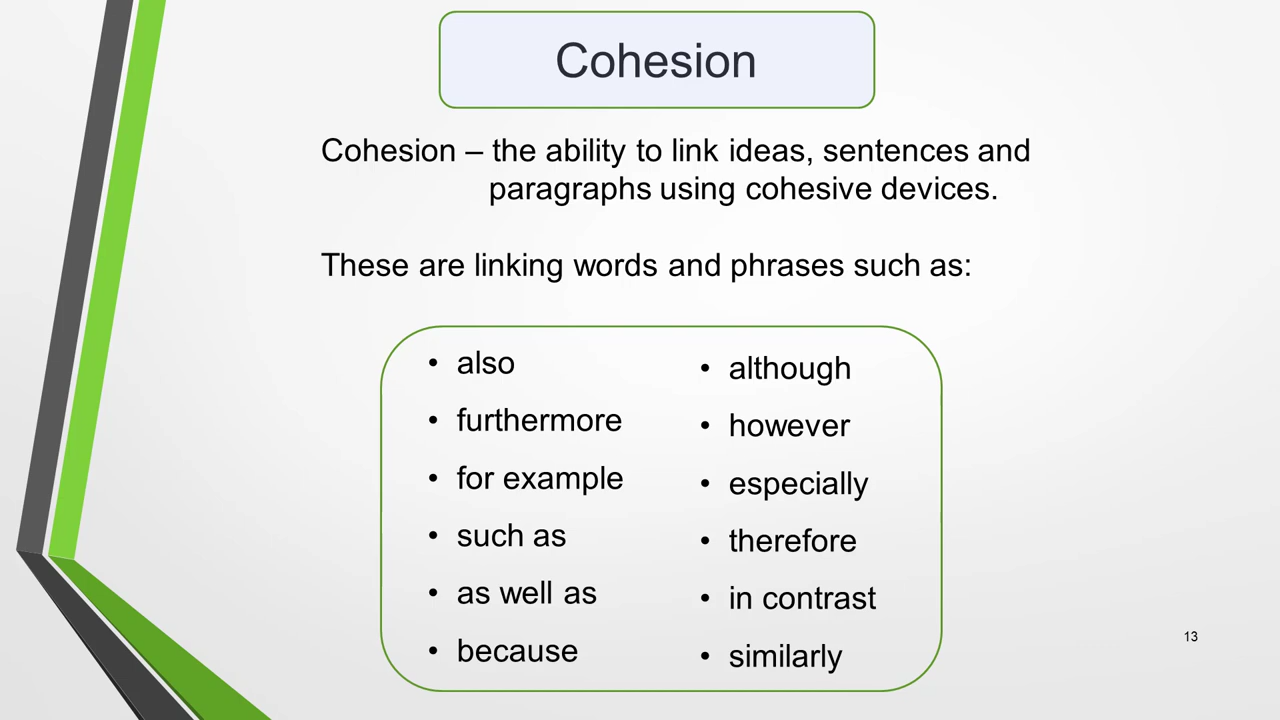 Cohesion
Cohesion – the ability to link ideas, sentences and
paragraphs using cohesive devices.
These are linking words and phrases such as:
• also
• furthermore
• for example
• such as
• as well as
• because
• although
• however
• especially
• therefore
• in contrast
• similarly
13